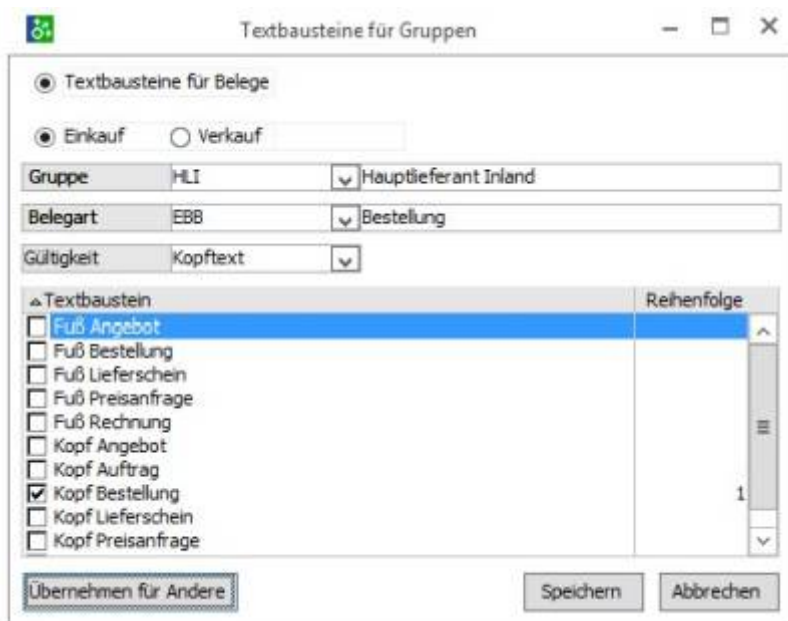 Textbausteine für Gruppen
Textbausteine für Belege
Einkauf Verkauf
Gruppe HLI Hauptlieferant Inland
Belegart EBB Bestellung
Gültigkeit Kopftext
Textbaustein Reihenfolge
Fuß Angebot
Fuß Bestellung
Fuß Lieferschein
Fuß Preisanfrage
Fuß Rechnung
Kopf Angebot
Kopf Auftrag
Kopf Bestellung 1
Kopf Lieferschein
Kopf Preisanfrage
Übernehmen für Andere Speichern Abbrechen